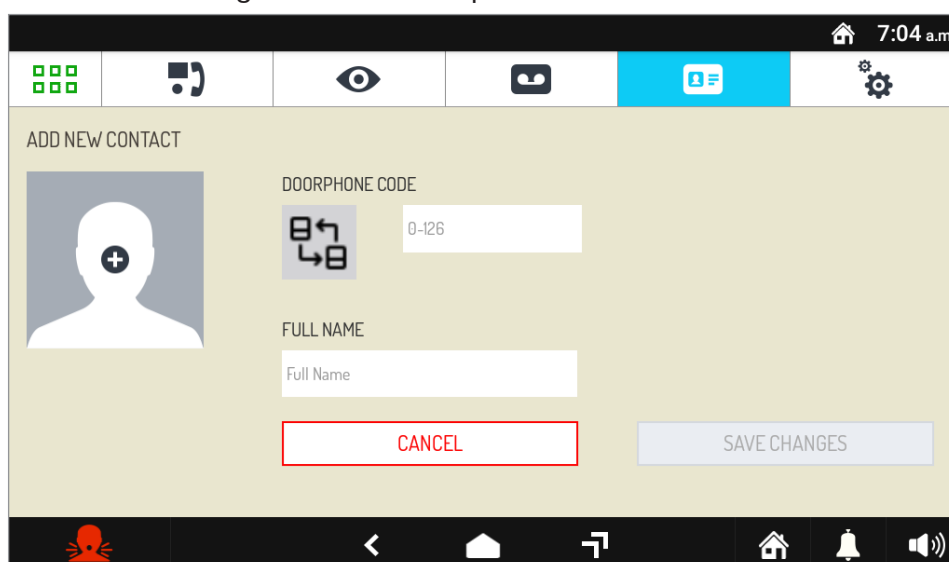 7:04 a.m
ADD NEW CONTACT
DOORPHONE CODE
0-126
FULL NAME
Full Name
CANCEL
SAVE CHANGES